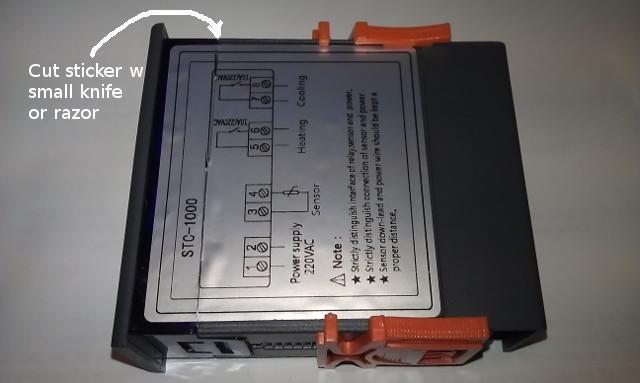 Cut sticker w
small knife
or razor
STC-1000
1 2 3 4 5 6 7 8
10A/220VAC 10A/220VAC
Power supply Sensor Heating Cooling
220VAC
Note :
★ Strictly distinguish interface of relay,sensor and power.
★ Strictly distinguish connection of sensor and power.
★ Sensor down-lead and power wire should be kept a
proper distance.